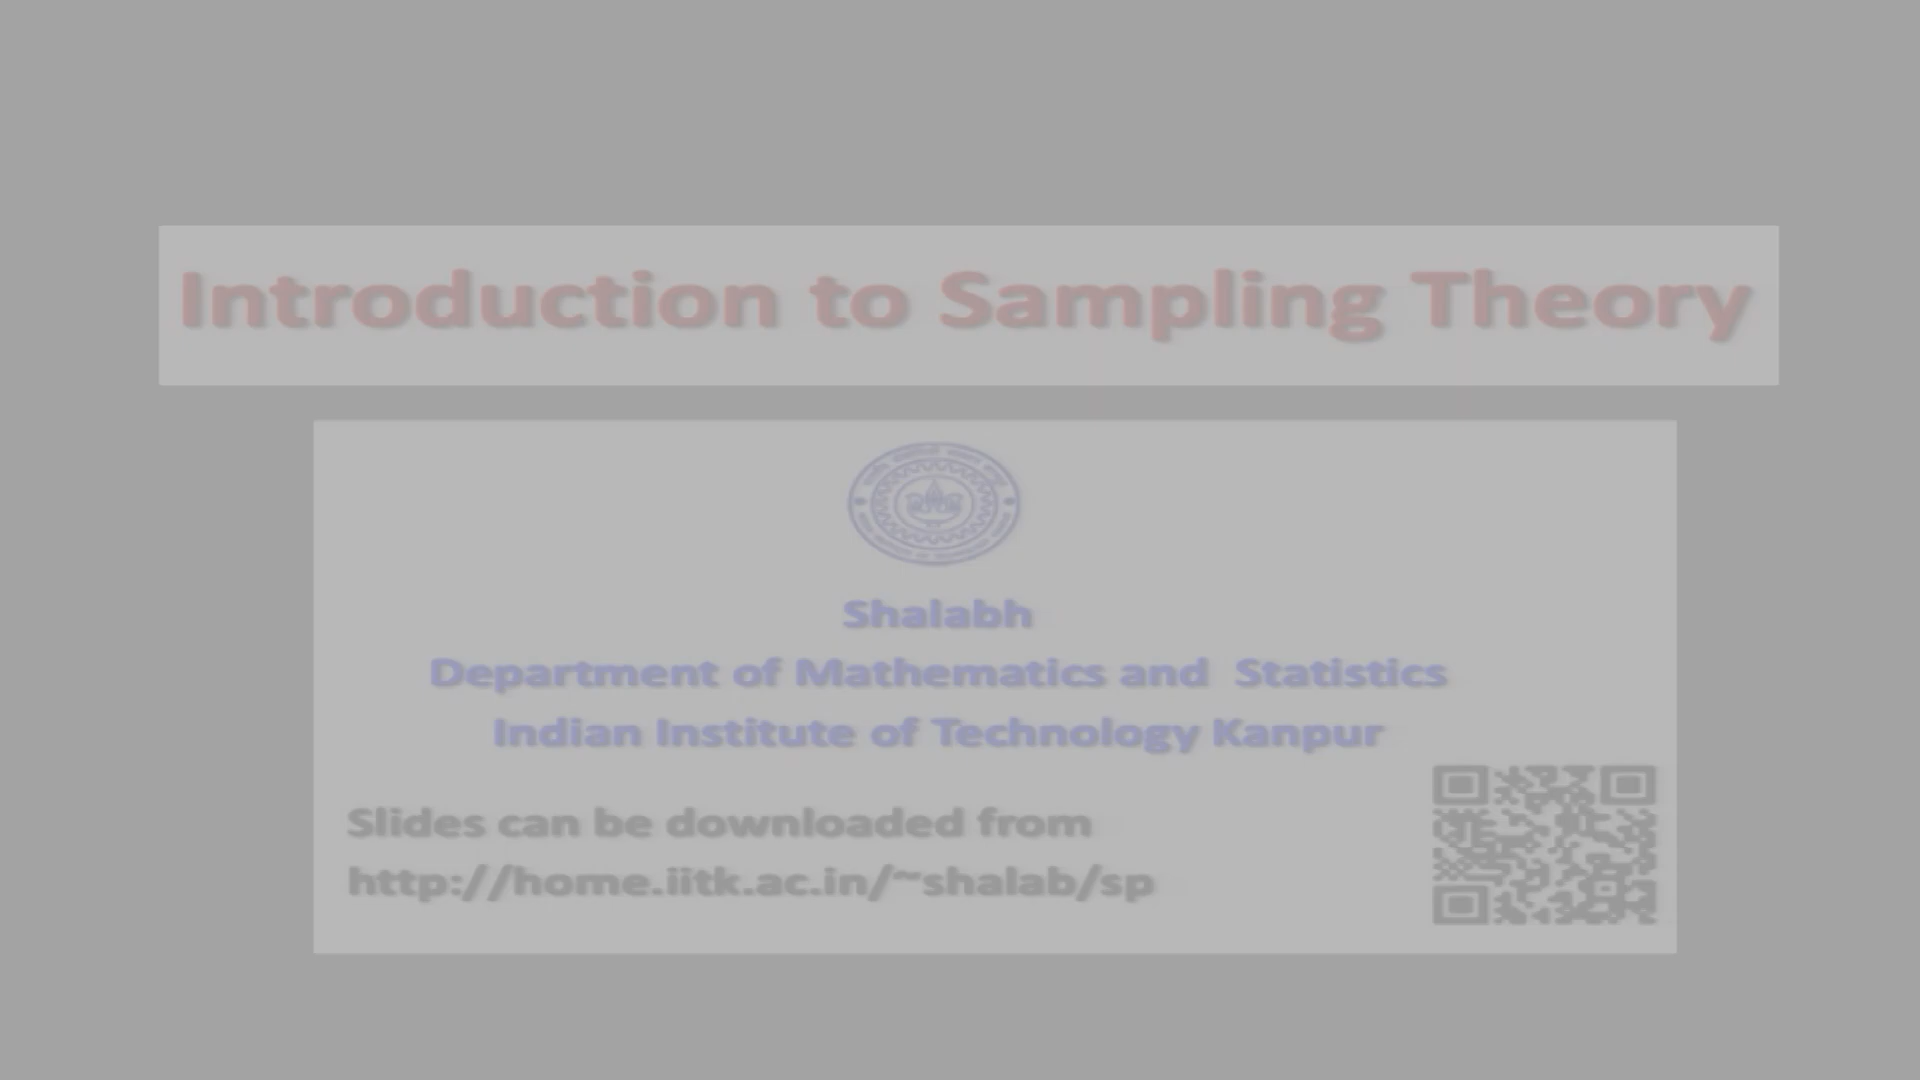 Introduction to Sampling Theory
Shalabh
Department of Mathematics and Statistics
Indian Institute of Technology Kanpur
Slides can be downloaded from
http://home.iitk.ac.in/~shalab/sp